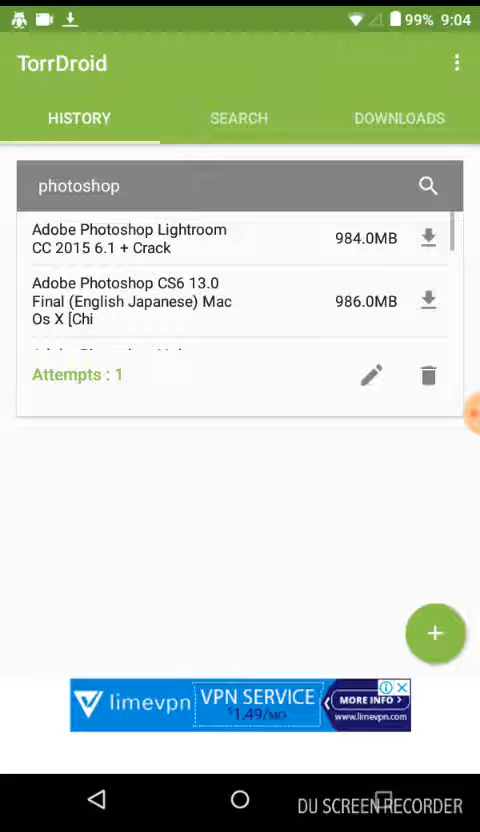 99% 9:04
TorrDroid
HISTORY SEARCH DOWNLOADS
photoshop
Adobe Photoshop Lightroom
CC 2015 6.1 + Crack
984.0MB
Adobe Photoshop CS6 13.0
Final (English Japanese) Mac
Os X [Chi
986.0MB
Attempts : 1
+
limevpn
VPN SERVICE
$1.49/MO
MORE INFO >
www.limevpn.com
DU SCREEN RECORDER